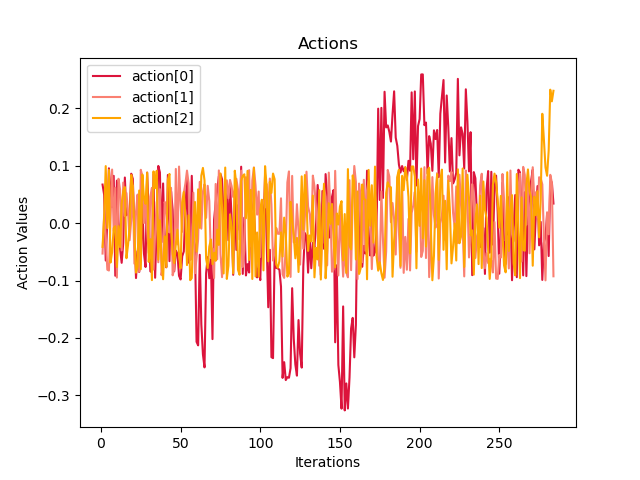 Actions
action[0]
action[1]
action[2]
Action Values
0.2
0.1
0.0
−0.1
−0.2
−0.3
0 50 100 150 200 250
Iterations